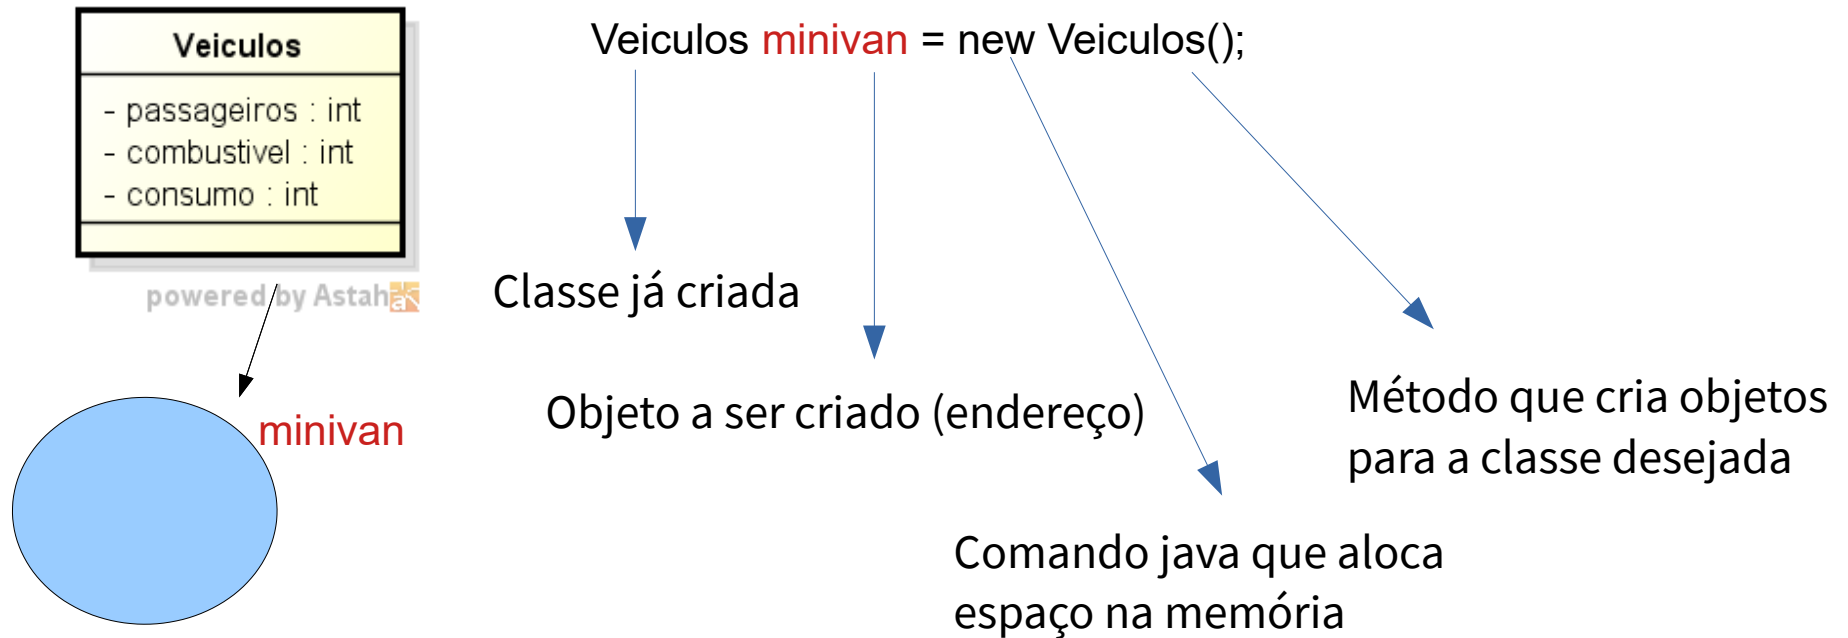 Veiculos
- passageiros : int
- combustivel : int
- consumo : int
powered by Astah
minivan
Veiculos minivan = new Veiculos();
Classe já criada
Objeto a ser criado (endereço)
Método que cria objetos
para a classe desejada
Comando java que aloca
espaço na memória